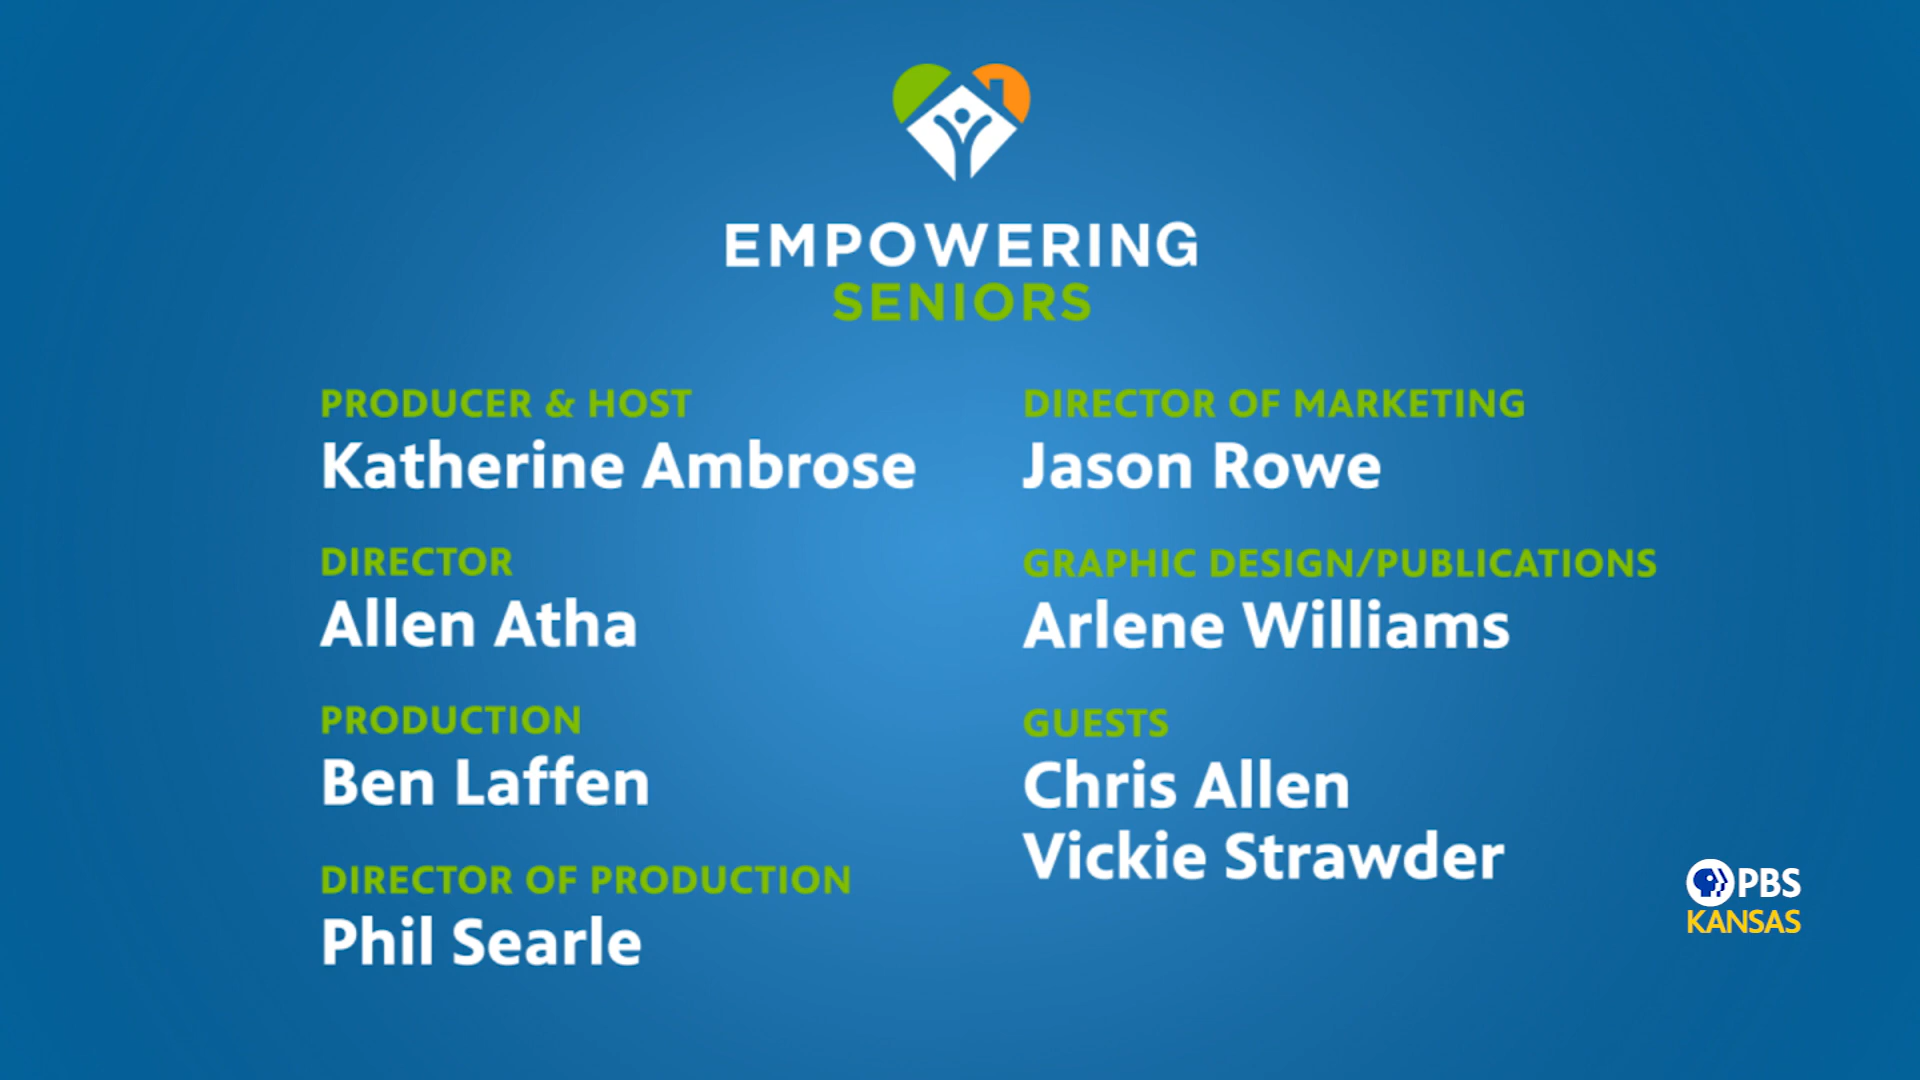 EMPOWERING
SENIORS
PRODUCER & HOST
Katherine Ambrose
DIRECTOR
Allen Atha
PRODUCTION
Ben Laffen
DIRECTOR OF PRODUCTION
Phil Searle
DIRECTOR OF MARKETING
Jason Rowe
GRAPHIC DESIGN/PUBLICATIONS
Arlene Williams
GUESTS
Chris Allen
Vickie Strawder
PBS
KANSAS